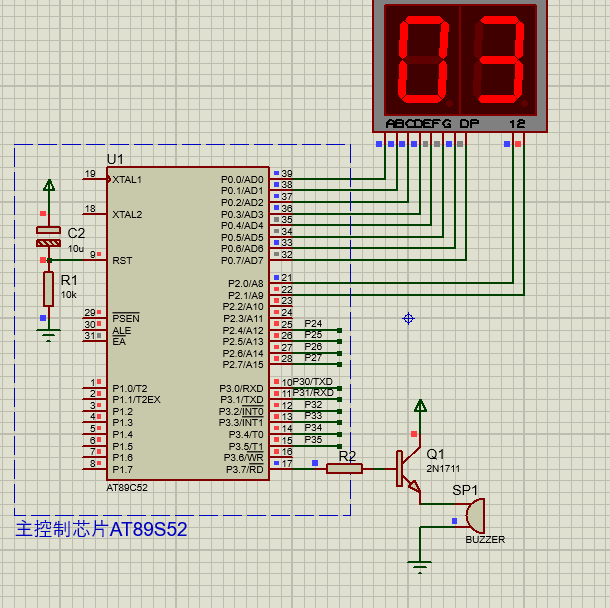 03
ABCDEFG DP 12
U1
19 XTAL1
18 XTAL2
9 RST
29 PSEN
30 ALE
31 EA
1 P1.0/T2
2 P1.1/T2EX
3 P1.2
4 P1.3
5 P1.4
6 P1.5
7 P1.6
8 P1.7
P0.0/AD0 39
P0.1/AD1 38
P0.2/AD2 37
P0.3/AD3 36
P0.4/AD4 35
P0.5/AD5 34
P0.6/AD6 33
P0.7/AD7 32
P2.0/A8 21
P2.1/A9 22
P2.2/A10 23
P2.3/A11 24
P2.4/A12 25 P24
P2.5/A13 26 P25
P2.6/A14 27 P26
P2.7/A15 28 P27
P3.0/RXD 10 P30/TXD
P3.1/TXD 11 P31/RXD
P3.2/INT0 12 P32
P3.3/INT1 13 P33
P3.4/T0 14 P34
P3.5/T1 15 P35
P3.6/WR 16
P3.7/RD 17
AT89C52
C2
10u
R1
10k
R2
Q1
2N1711
SP1
BUZZER
主控制芯片AT89S52